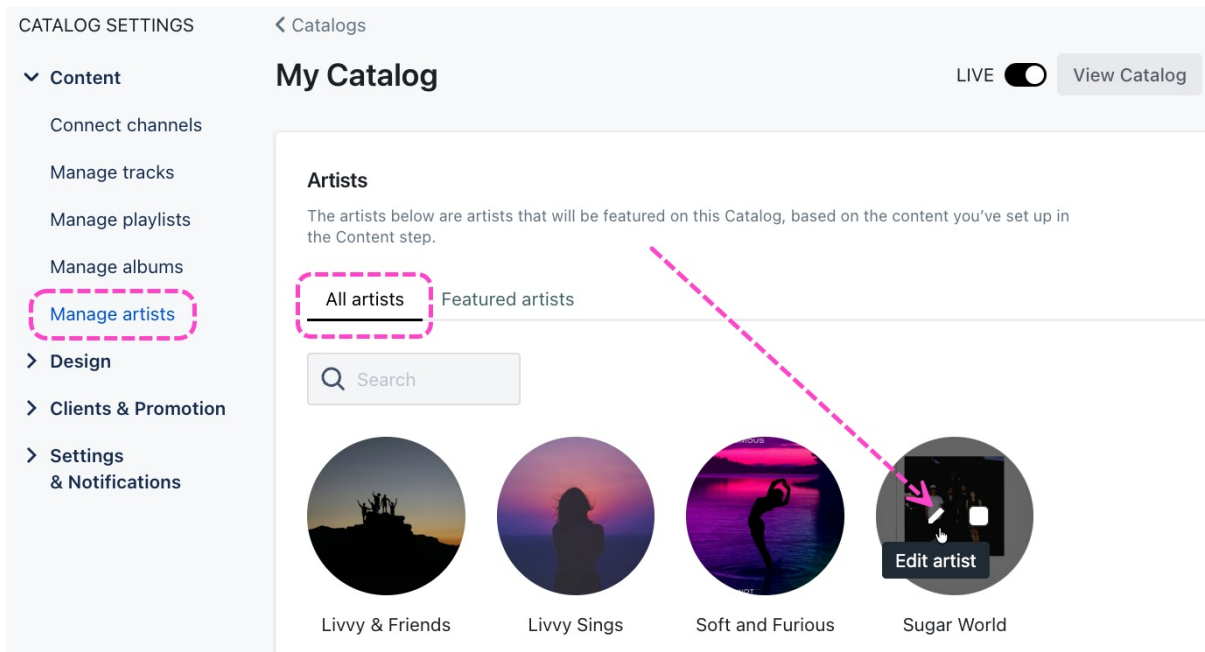 CATALOG SETTINGS
Content
Connect channels
Manage tracks
Manage playlists
Manage albums
Manage artists
Design
Clients & Promotion
Settings
& Notifications
Catalogs
My Catalog
LIVE
View Catalog
Artists
The artists below are artists that will be featured on this Catalog, based on the content you’ve set up in
the Content step.
All artists
Featured artists
Search
Edit artist
Livvy & Friends
Livvy Sings
Soft and Furious
Sugar World